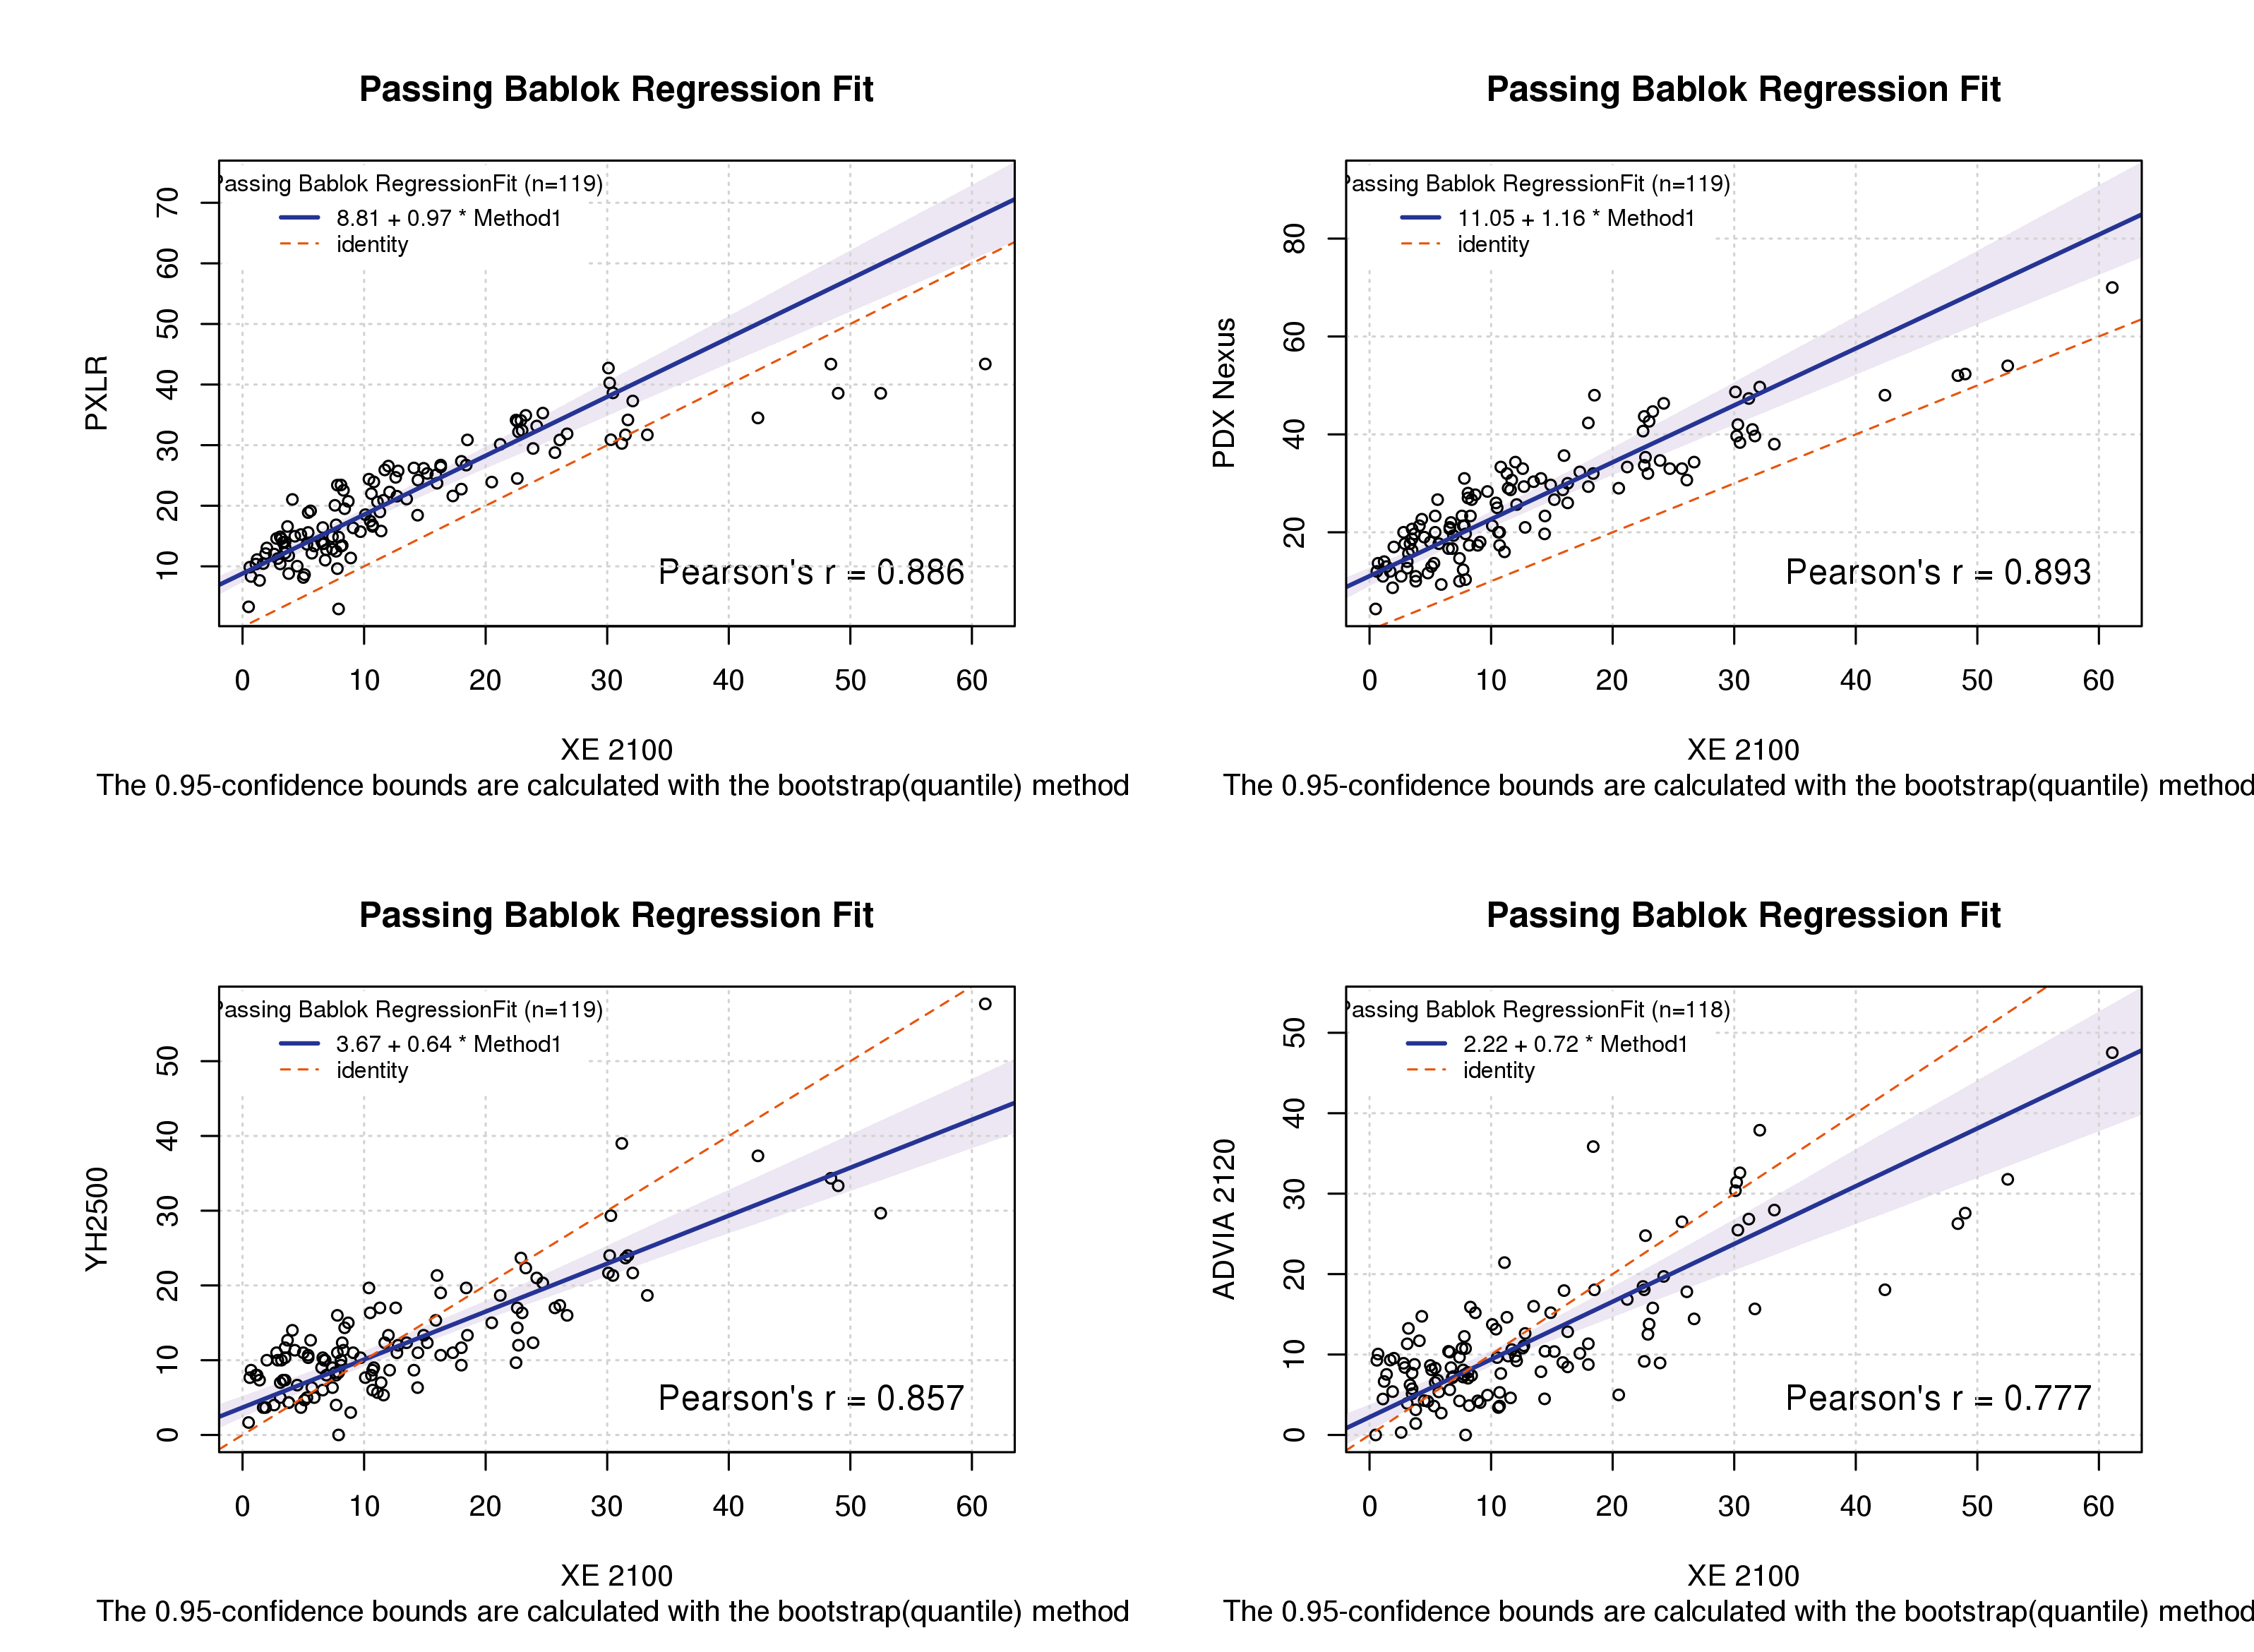 Passing Bablok Regression Fit
Passing Bablok RegressionFit (n=119)
8.81 + 0.97 * Method1
identity
PXLR
70
60
50
40
30
20
10
Pearson's r = 0.886
0 10 20 30 40 50 60
XE 2100
The 0.95-confidence bounds are calculated with the bootstrap(quantile) method
Passing Bablok Regression Fit
Passing Bablok RegressionFit (n=119)
11.05 + 1.16 * Method1
identity
PDX Nexus
80
60
40
20
Pearson's r = 0.893
0 10 20 30 40 50 60
XE 2100
The 0.95-confidence bounds are calculated with the bootstrap(quantile) method
Passing Bablok Regression Fit
Passing Bablok RegressionFit (n=119)
3.67 + 0.64 * Method1
identity
YH2500
50
40
30
20
10
0
Pearson's r = 0.857
0 10 20 30 40 50 60
XE 2100
The 0.95-confidence bounds are calculated with the bootstrap(quantile) method
Passing Bablok Regression Fit
Passing Bablok RegressionFit (n=118)
2.22 + 0.72 * Method1
identity
ADVIA 2120
50
40
30
20
10
0
Pearson's r = 0.777
0 10 20 30 40 50 60
XE 2100
The 0.95-confidence bounds are calculated with the bootstrap(quantile) method